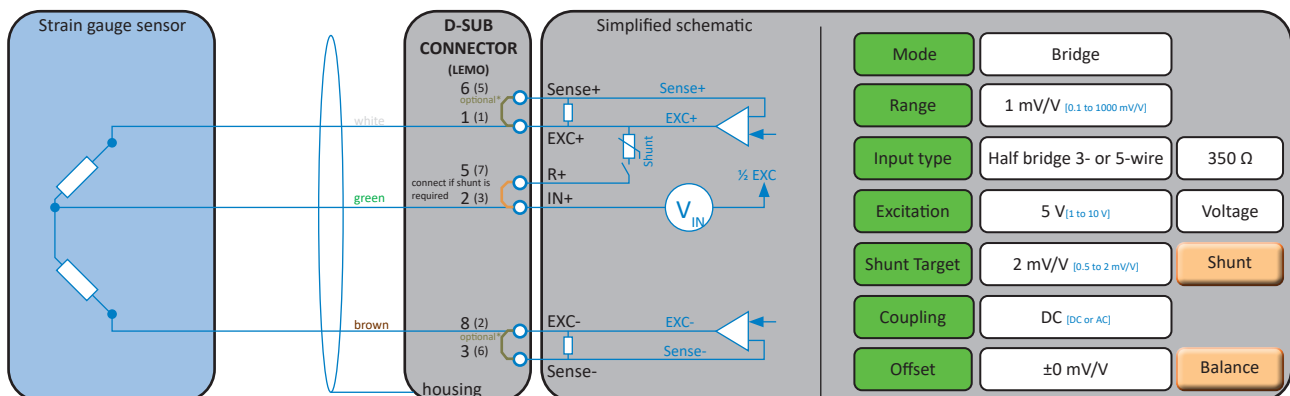 Strain gauge sensor
D-SUB
CONNECTOR
(LEMO)
Simplified schematic
6 (5)
optional*
1 (1)
5 (7)
connect if shunt is
required 2 (3)
8 (2)
optional*
3 (6)
housing
white
green
brown
Sense+
EXC+
R+
IN+
EXC-
Sense-
Sense+
EXC+
Shunt
½ EXC
VIN
EXC-
Sense-
Mode Bridge
Range 1 mV/V [0.1 to 1000 mV/V]
Input type Half bridge 3- or 5-wire 350 Ω
Excitation 5 V[1 to 10 V] Voltage
Shunt Target 2 mV/V [0.5 to 2 mV/V] Shunt
Coupling DC [DC or AC]
Offset ±0 mV/V Balance